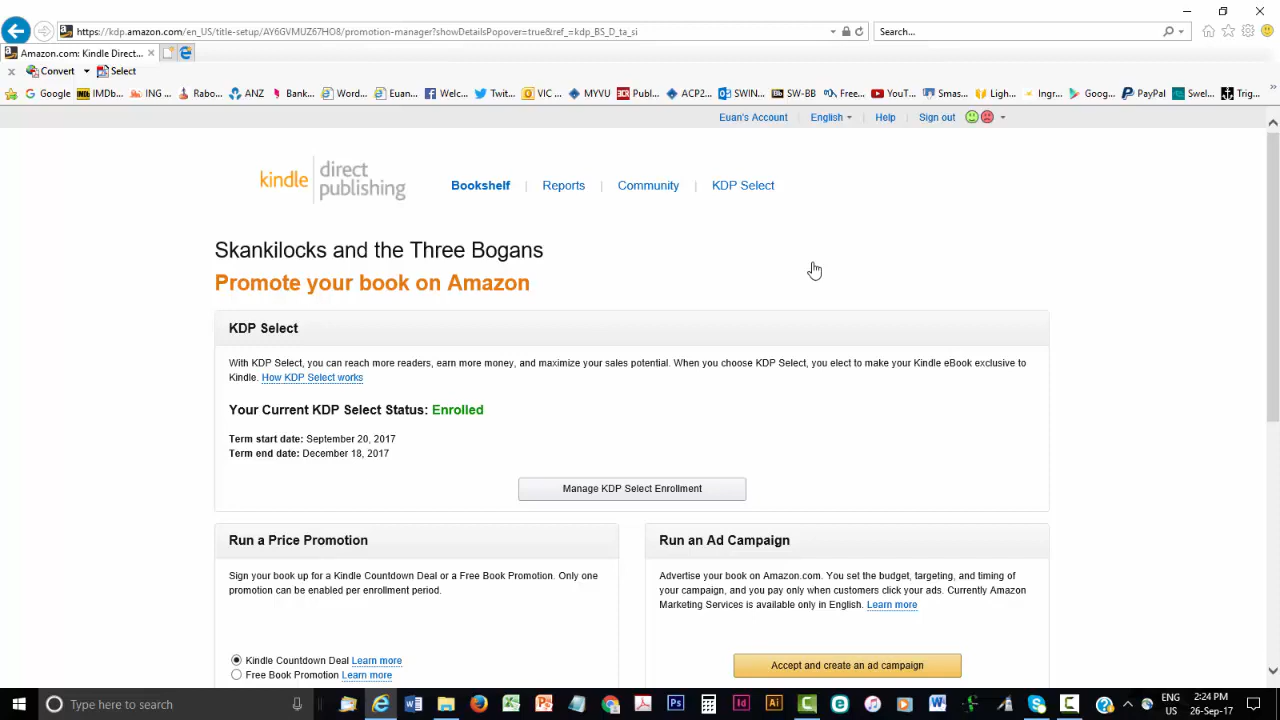 https://kdp.amazon.com/en_US/title-setup/AY6GVMUZ67HO8/promotion-manager?showDetailsPopover=true&ref_=kdp_BS_D_ta_si
Search...
Amazon.com: Kindle Direct...
Convert Select
Google IMDb... ING ... Rabo... ANZ Bank... Word... Euan... Welc... Twit... VIC ... MYVU Publ... ACP2... SWIN... SW-BB Free... YouT... Smas... Ligh... Ingr... Goog... PayPal Swel... Trig...
Euan's Account English Help Sign out
kindle direct publishing
Bookshelf | Reports | Community | KDP Select
Skankilocks and the Three Bogans
Promote your book on Amazon
KDP Select
With KDP Select, you can reach more readers, earn more money, and maximize your sales potential. When you choose KDP Select, you elect to make your Kindle eBook exclusive to
Kindle. How KDP Select works
Your Current KDP Select Status: Enrolled
Term start date: September 20, 2017
Term end date: December 18, 2017
Manage KDP Select Enrollment
Run a Price Promotion
Sign your book up for a Kindle Countdown Deal or a Free Book Promotion. Only one
promotion can be enabled per enrollment period.
Kindle Countdown Deal Learn more
Free Book Promotion Learn more
Run an Ad Campaign
Advertise your book on Amazon.com. You set the budget, targeting, and timing of
your campaign, and you pay only when customers click your ads. Currently Amazon
Marketing Services is available only in English. Learn more
Accept and create an ad campaign
Type here to search
ENG
US
2:24 PM
26-Sep-17